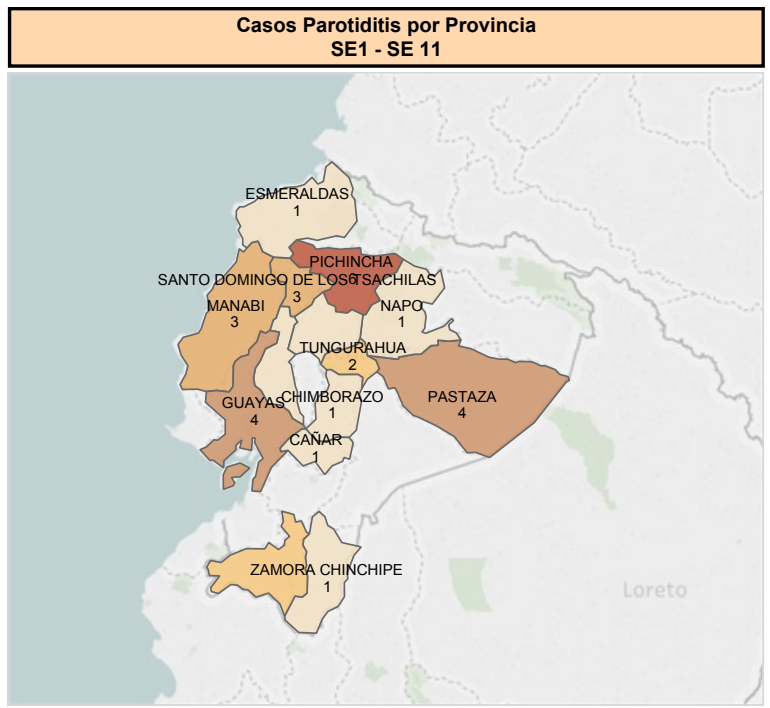 Casos Parotiditis por Provincia
SE1 - SE 11
ESMERALDAS
1
PICHINCHA
6
SANTO DOMINGO DE LOS TSACHILAS
3
MANABI
3
NAPO
1
TUNGURAHUA
2
CHIMBORAZO
1
PASTAZA
4
GUAYAS
4
CAÑAR
1
ZAMORA CHINCHIPE
1
Loreto